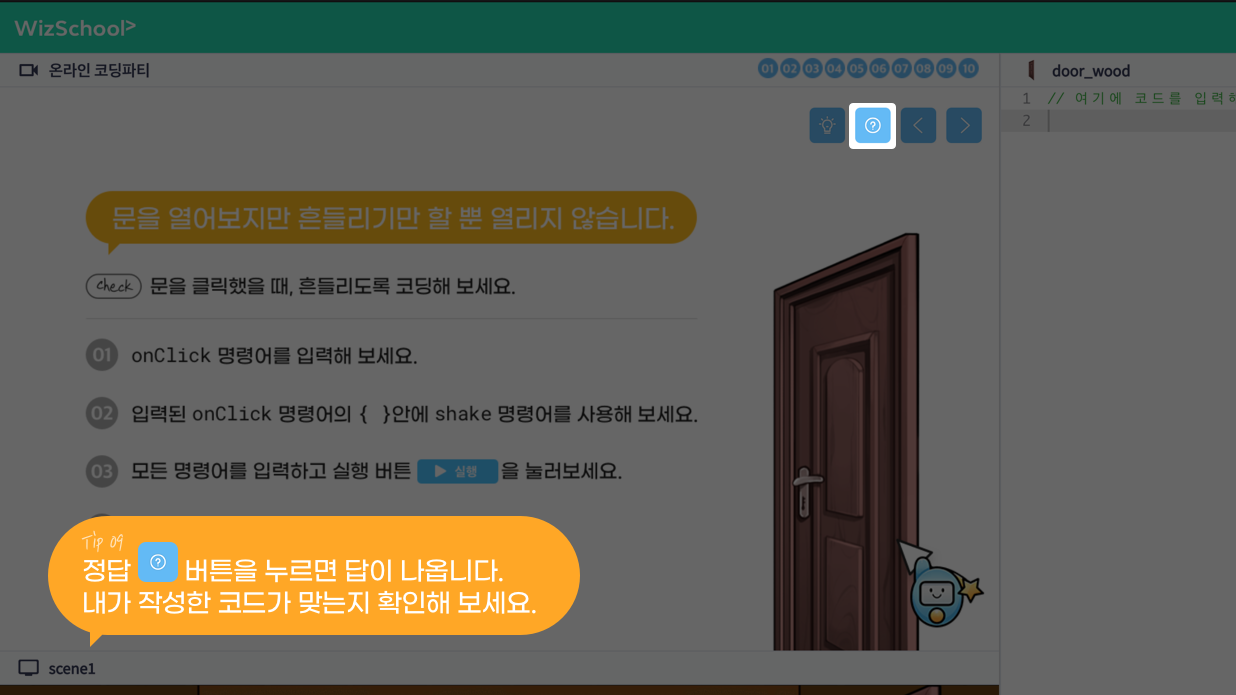 WizSchool>
온라인 코딩파티
01 02 03 04 05 06 07 08 09 10
door_wood
1 // 여기에 코드를 입력
2
문을 열어보지만 흔들리기만 할 뿐 열리지 않습니다.
check 문을 클릭했을 때, 흔들리도록 코딩해 보세요.
01 onClick 명령어를 입력해 보세요.
02 입력된 onClick 명령어의 { }안에 shake 명령어를 사용해 보세요.
03 모든 명령어를 입력하고 실행 버튼 ▶ 실행 을 눌러보세요.
Tip 09
정답 ? 버튼을 누르면 답이 나옵니다.
내가 작성한 코드가 맞는지 확인해 보세요.
scene1